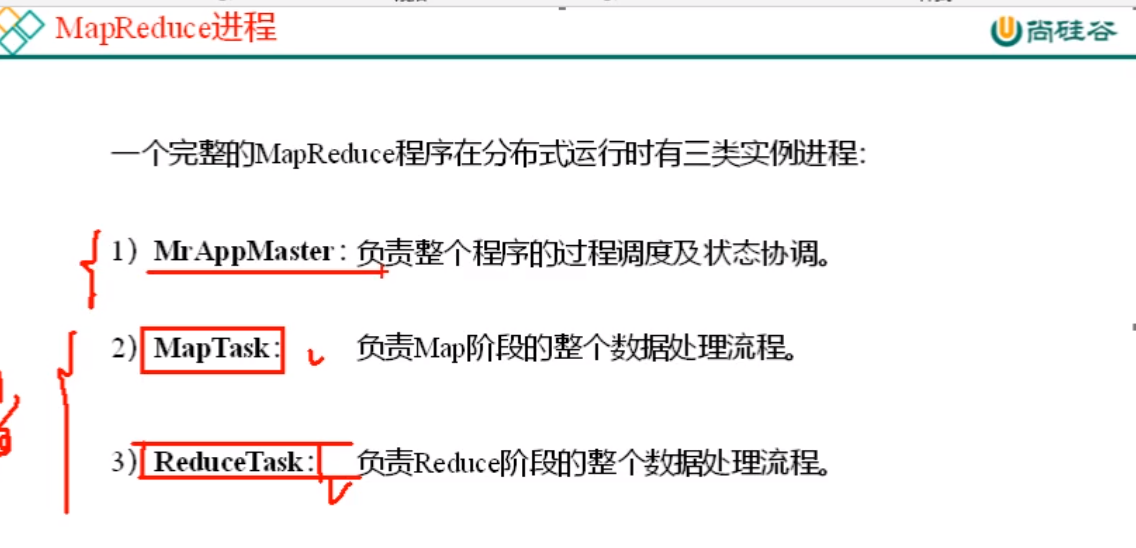 MapReduce进程
尚硅谷
一个完整的MapReduce程序在分布式运行时有三类实例进程:
1）MrAppMaster：负责整个程序的过程调度及状态协调。
2）MapTask： 负责Map阶段的整个数据处理流程。
3）ReduceTask： 负责Reduce阶段的整个数据处理流程。